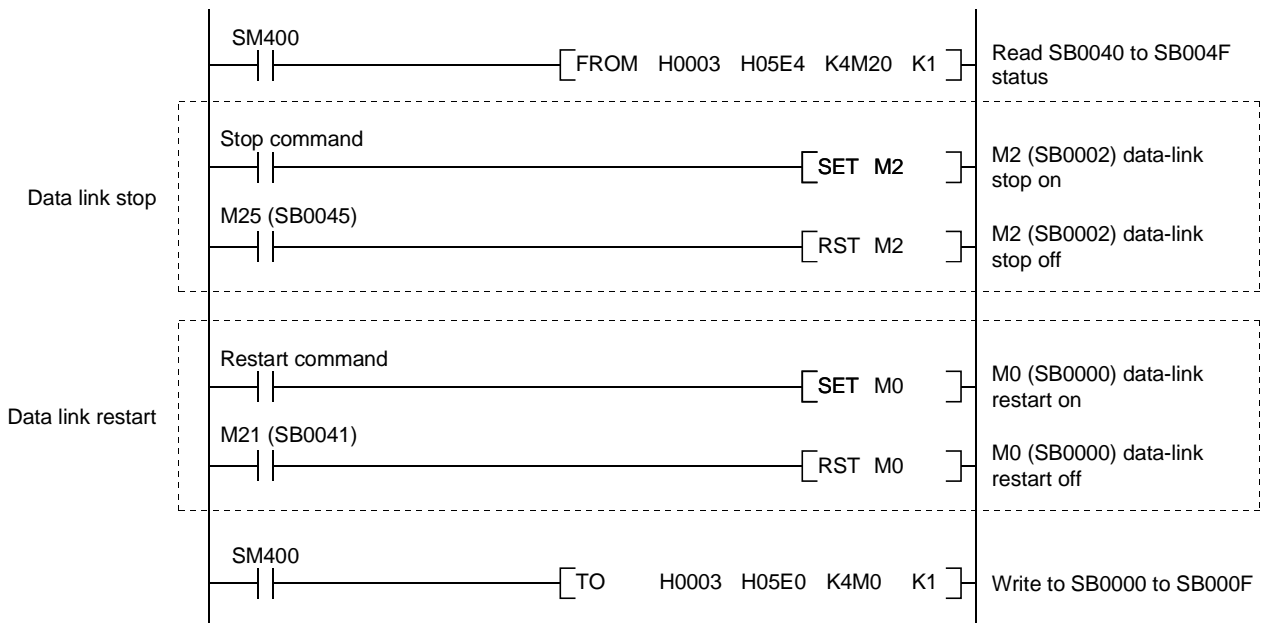 SM400
FROM H0003 H05E4 K4M20 K1
Read SB0040 to SB004F
status
Data link stop
Stop command
SET M2
M2 (SB0002) data-link
stop on
M25 (SB0045)
RST M2
M2 (SB0002) data-link
stop off
Data link restart
Restart command
SET M0
M0 (SB0000) data-link
restart on
M21 (SB0041)
RST M0
M0 (SB0000) data-link
restart off
SM400
TO H0003 H05E0 K4M0 K1
Write to SB0000 to SB000F